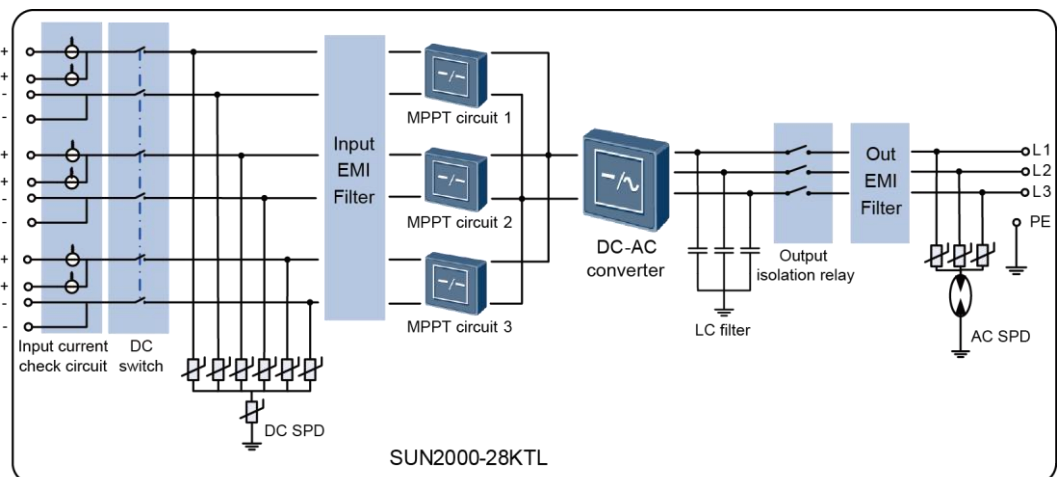 +
+
-
-
+
+
-
-
+
+
-
-
Input current
check circuit
DC
switch
DC SPD
Input
EMI
Filter
MPPT circuit 1
MPPT circuit 2
MPPT circuit 3
DC-AC
converter
LC filter
Output
isolation relay
Out
EMI
Filter
L1
L2
L3
PE
AC SPD
SUN2000-28KTL